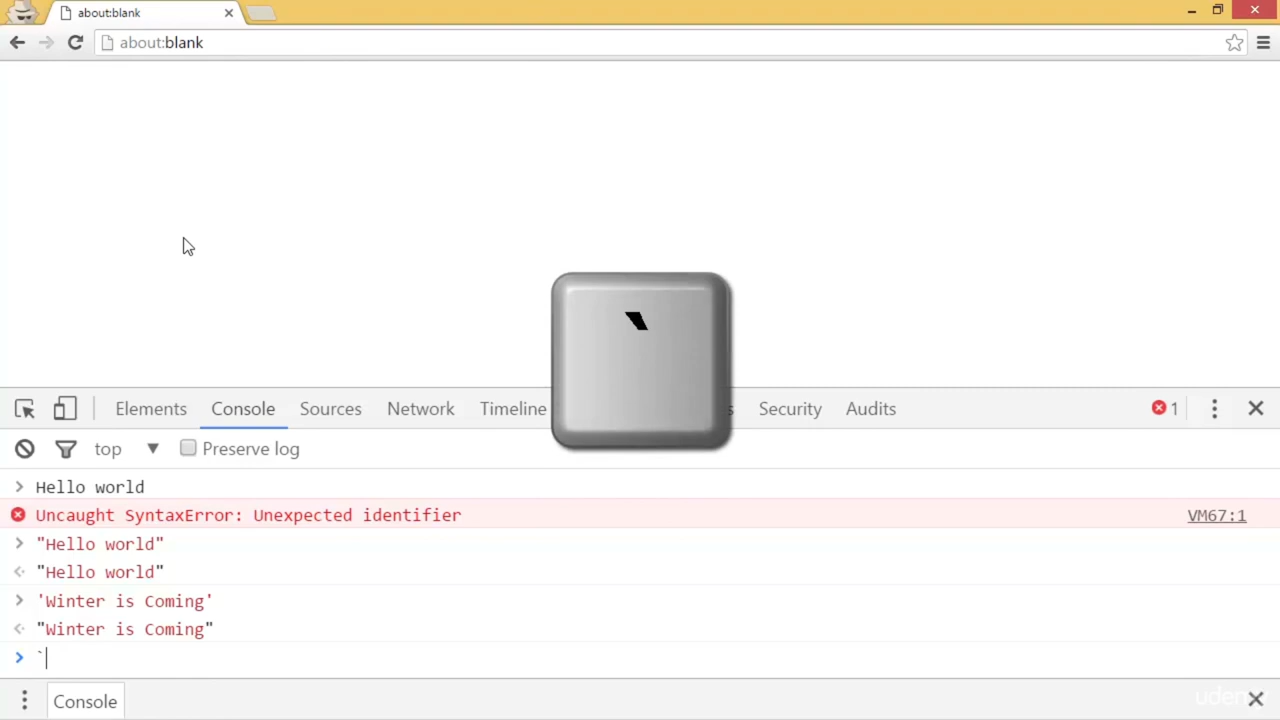 about:blank
about:blank
`
Elements Console Sources Network Timeline Security Audits 1
top Preserve log
Hello world
Uncaught SyntaxError: Unexpected identifier VM67:1
"Hello world"
"Hello world"
'Winter is Coming'
"Winter is Coming"
`
Console
udemy